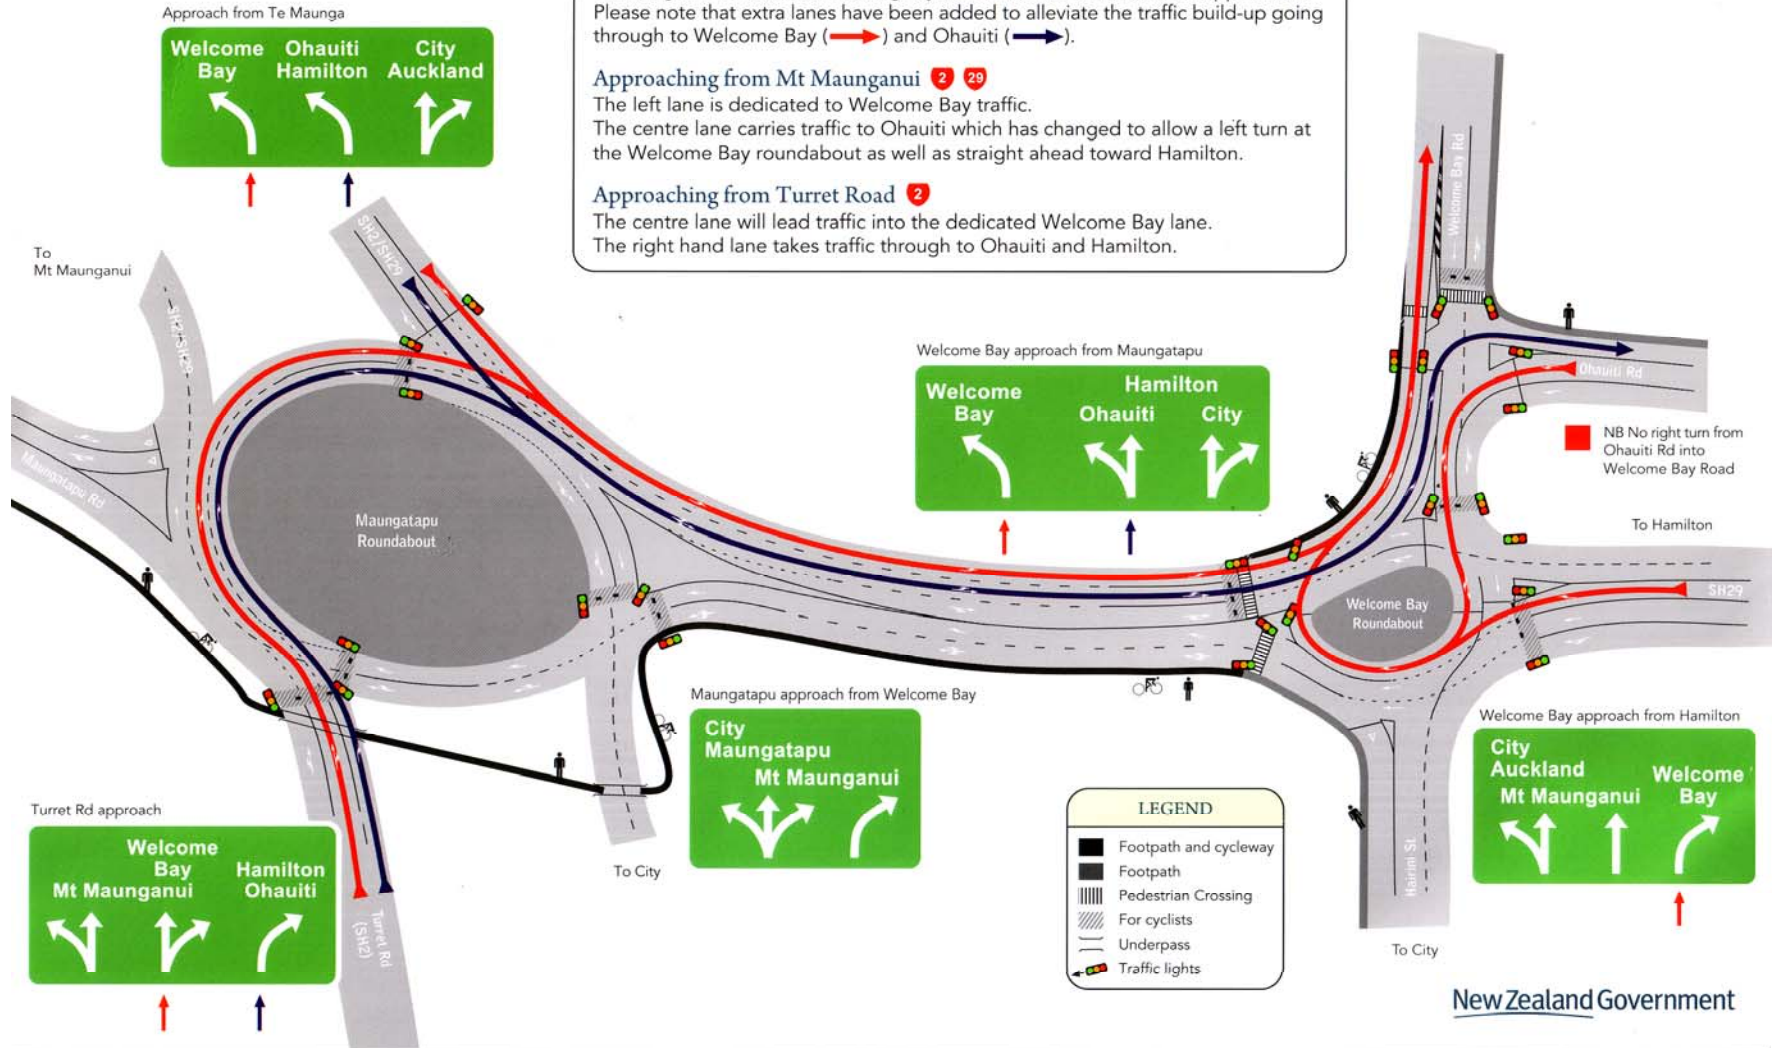 Please note that extra lanes have been added to alleviate the traffic build-up going
through to Welcome Bay ( ) and Ohauiti ( ).
Approaching from Mt Maunganui 2 29
The left lane is dedicated to Welcome Bay traffic.
The centre lane carries traffic to Ohauiti which has changed to allow a left turn at
the Welcome Bay roundabout as well as straight ahead toward Hamilton.
Approaching from Turret Road 2
The centre lane will lead traffic into the dedicated Welcome Bay lane.
The right hand lane takes traffic through to Ohauiti and Hamilton.
Approach from Te Maunga
Welcome
Bay
Ohauiti
Hamilton
City
Auckland
To
Mt Maunganui
SH2/SH29
SH2/SH29
Maungatapu Rd
Maungatapu
Roundabout
Welcome Bay approach from Maungatapu
Welcome
Bay
Hamilton
Ohauiti
City
Welcome Bay Rd
Ohauiti Rd
NB No right turn from
Ohauiti Rd into
Welcome Bay Road
To Hamilton
SH29
Welcome Bay
Roundabout
Maungatapu approach from Welcome Bay
City
Maungatapu
Mt Maunganui
To City
Turret Rd approach
Welcome
Bay
Mt Maunganui
Hamilton
Ohauiti
Turret Rd
(SH2)
LEGEND
Footpath and cycleway
Footpath
Pedestrian Crossing
For cyclists
Underpass
Traffic lights
Hairini St
To City
Welcome Bay approach from Hamilton
City
Auckland
Mt Maunganui
Welcome
Bay
New Zealand Government